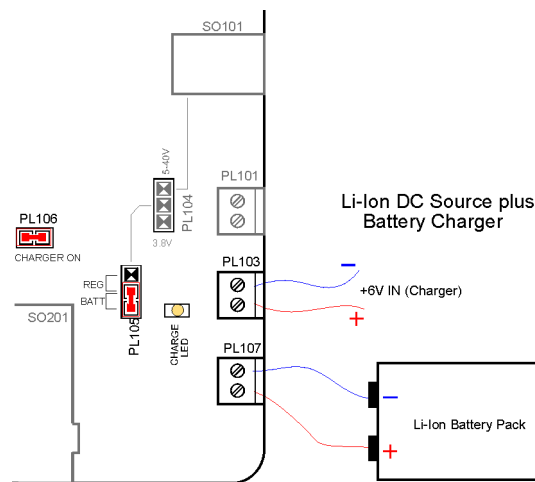 SO101
5-40V
PL104
3.8V
PL101
PL106
CHARGER ON
Li-Ion DC Source plus
Battery Charger
PL103
−
+6V IN (Charger)
+
REG
BATT
PL105
CHARGE
LED
SO201
PL107
−
Li-Ion Battery Pack
+